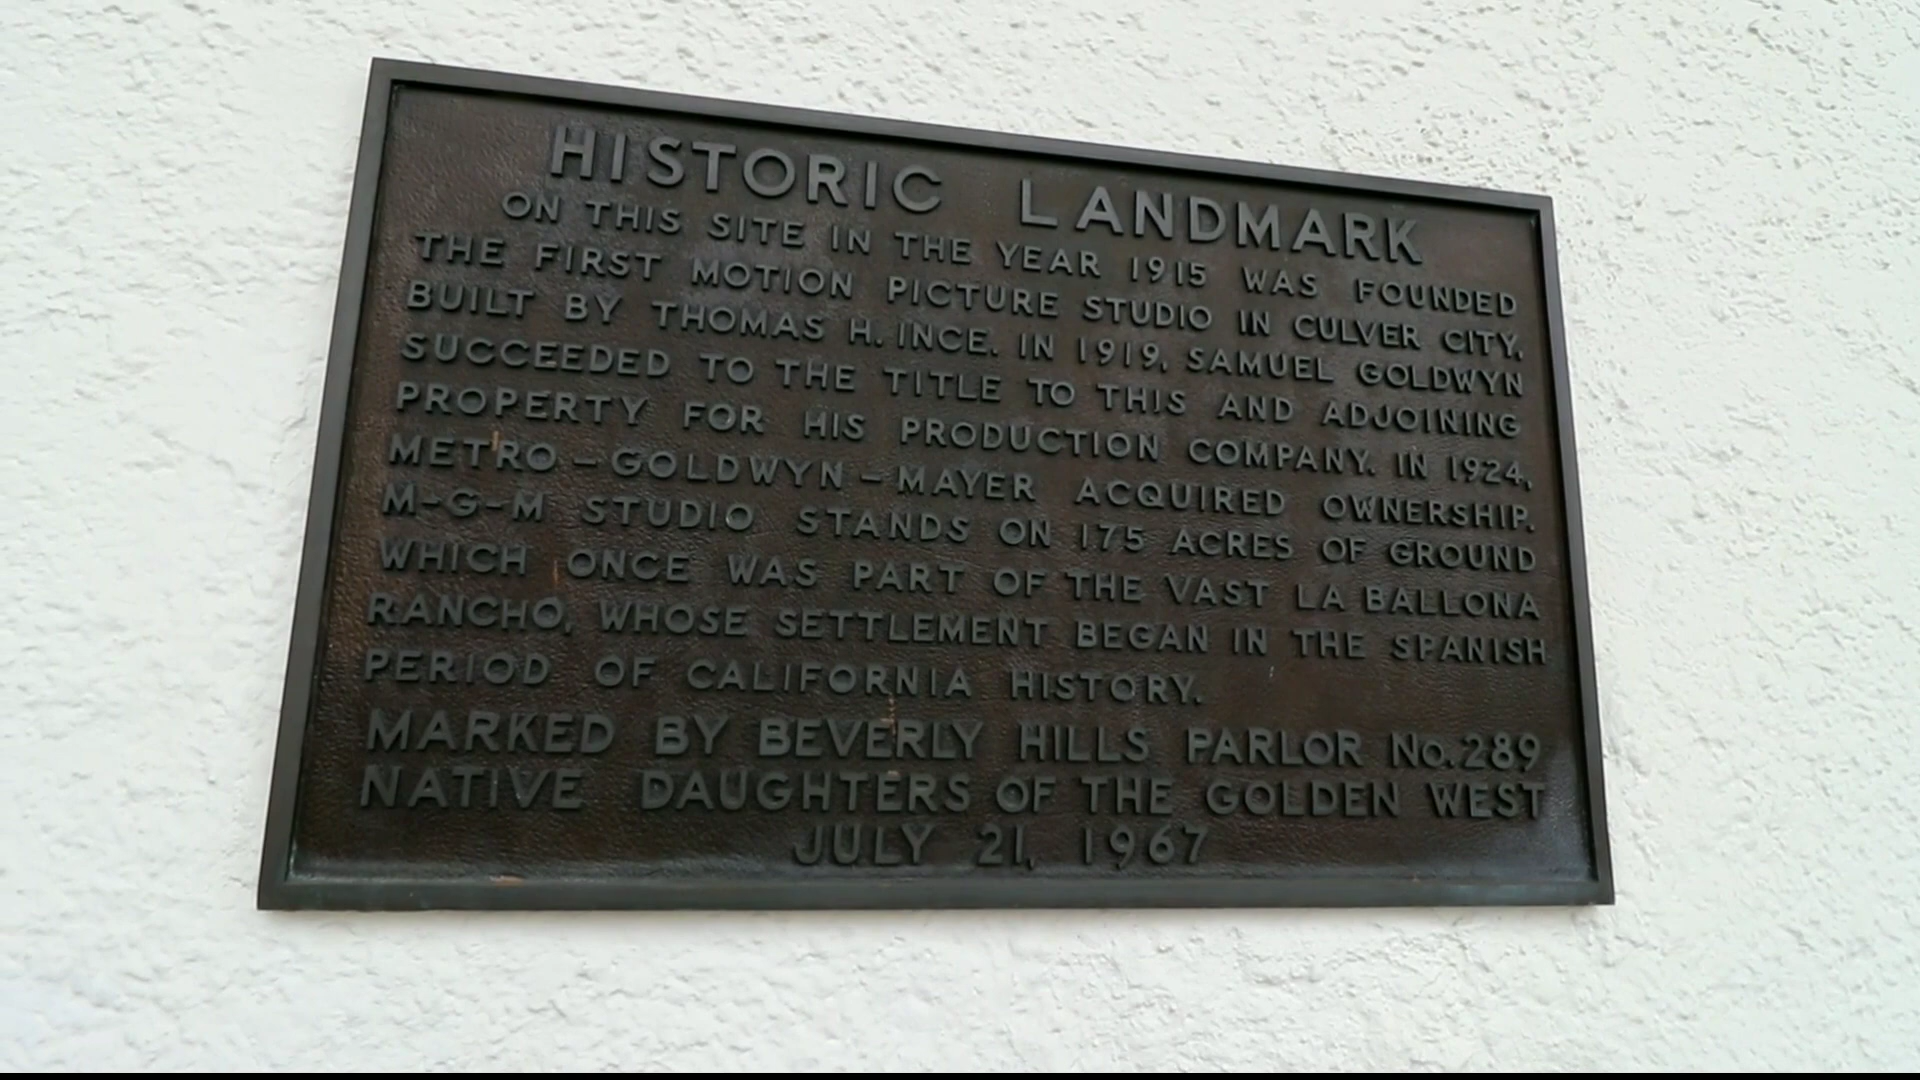 HISTORIC LANDMARK
ON THIS SITE IN THE YEAR 1915 WAS FOUNDED
THE FIRST MOTION PICTURE STUDIO IN CULVER CITY,
BUILT BY THOMAS H. INCE. IN 1919, SAMUEL GOLDWYN
SUCCEEDED TO THE TITLE TO THIS AND ADJOINING
PROPERTY FOR HIS PRODUCTION COMPANY. IN 1924,
METRO-GOLDWYN-MAYER ACQUIRED OWNERSHIP.
M-G-M STUDIO STANDS ON 175 ACRES OF GROUND
WHICH ONCE WAS PART OF THE VAST LA BALLONA
RANCHO, WHOSE SETTLEMENT BEGAN IN THE SPANISH
PERIOD OF CALIFORNIA HISTORY.
MARKED BY BEVERLY HILLS PARLOR No. 289
NATIVE DAUGHTERS OF THE GOLDEN WEST
JULY 21, 1967